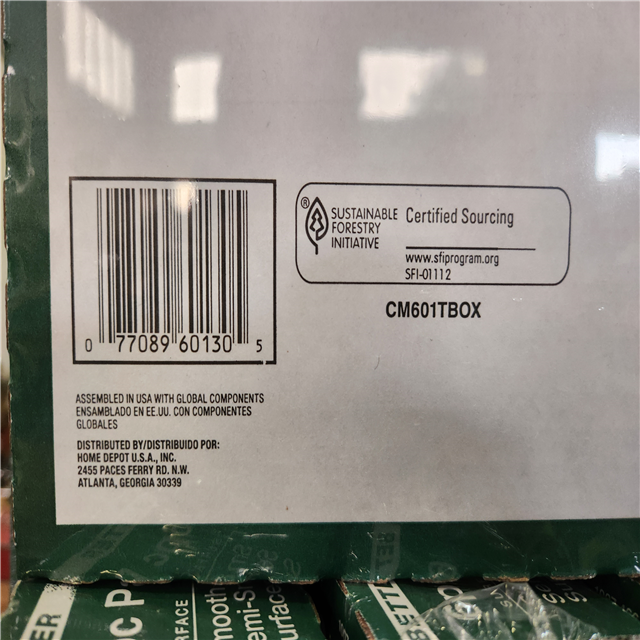 0 77089 60130 5
®
SUSTAINABLE
FORESTRY
INITIATIVE
Certified Sourcing
www.sfiprogram.org
SFI-01112
CM601TBOX
ASSEMBLED IN USA WITH GLOBAL COMPONENTS
ENSAMBLADO EN EE.UU. CON COMPONENTES
GLOBALES
DISTRIBUTED BY/DISTRIBUIDO POR:
HOME DEPOT U.S.A., INC.
2455 PACES FERRY RD. N.W.
ATLANTA, GEORGIA 30339